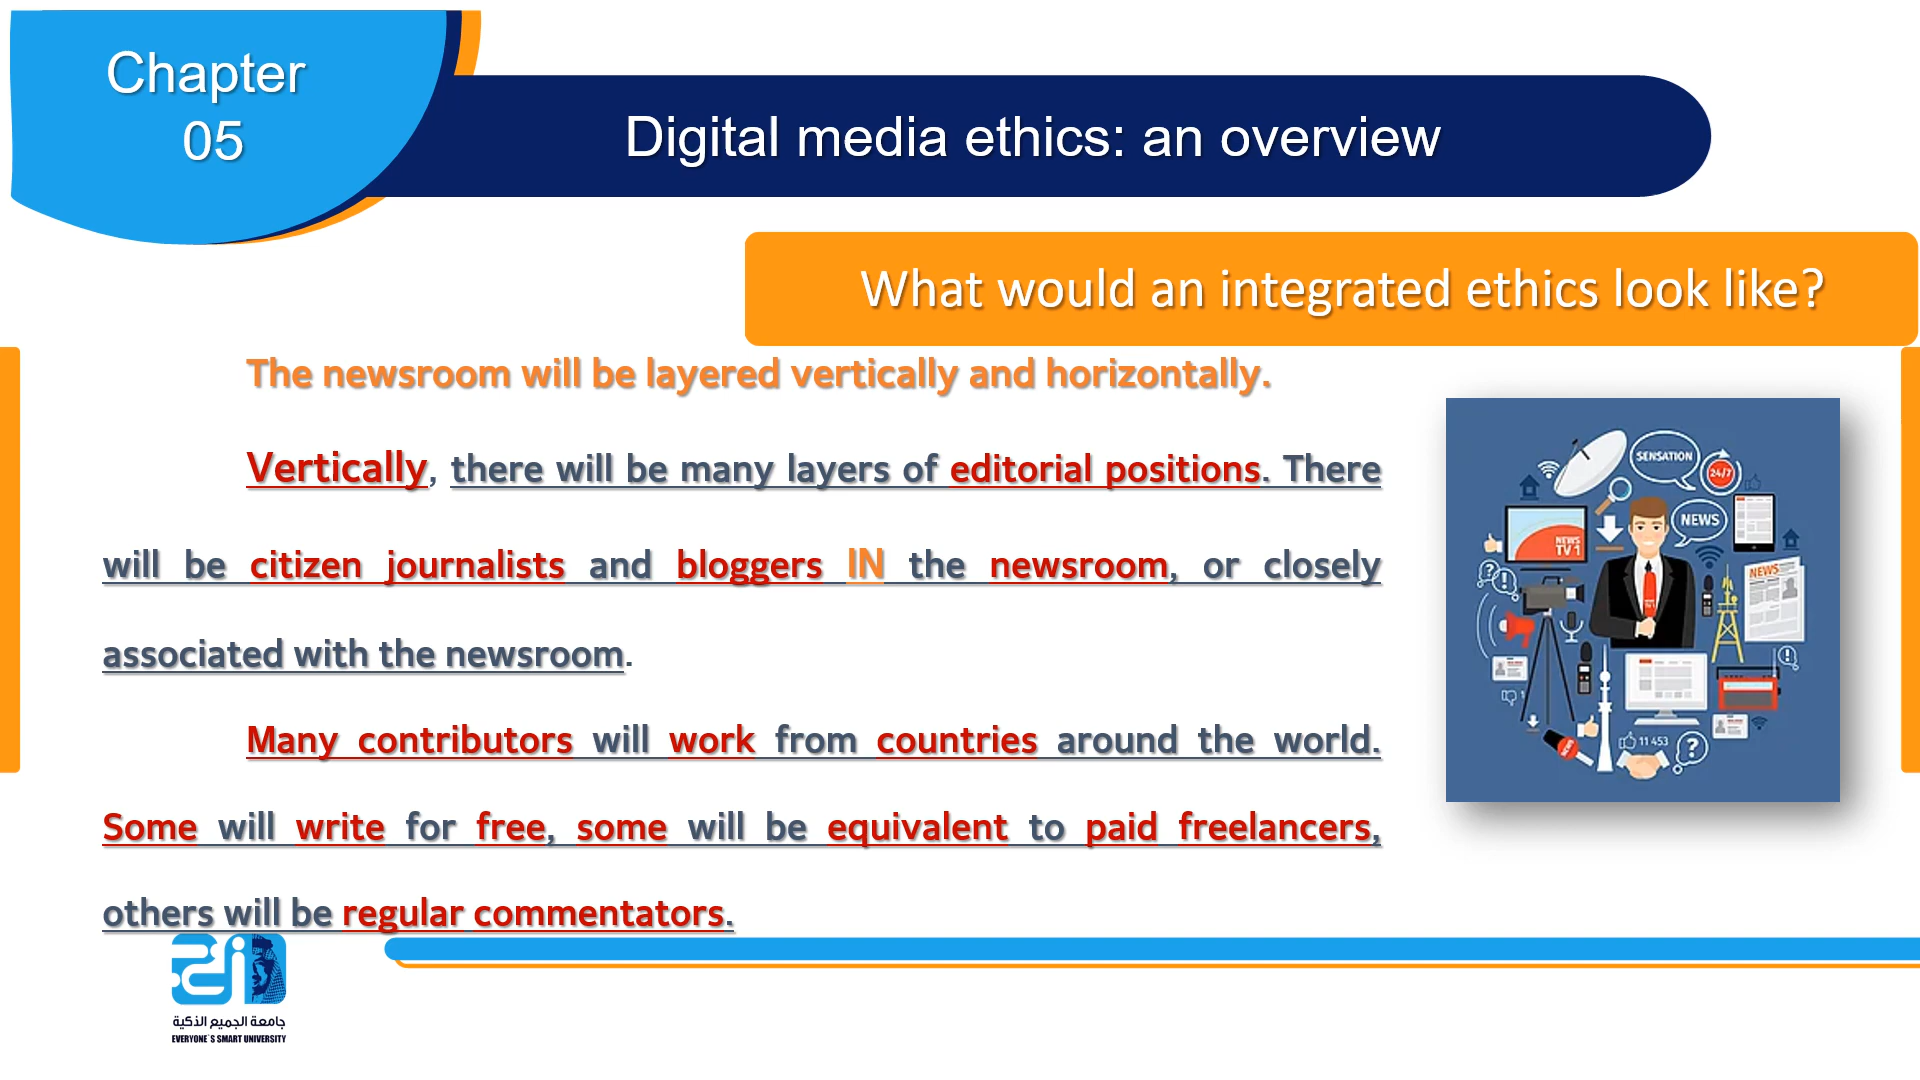 Chapter
05
Digital media ethics: an overview
What would an integrated ethics look like?
The newsroom will be layered vertically and horizontally.
Vertically, there will be many layers of editorial positions. There
will be citizen journalists and bloggers IN the newsroom, or closely
associated with the newsroom.
Many contributors will work from countries around the world.
Some will write for free, some will be equivalent to paid freelancers,
others will be regular commentators.
SENSATION
24/7
NEWS
NEWS
TV 1
NEWS
NEWS
11 453
جامعة الجميع الذكية
EVERYONE`S SMART UNIVERSITY